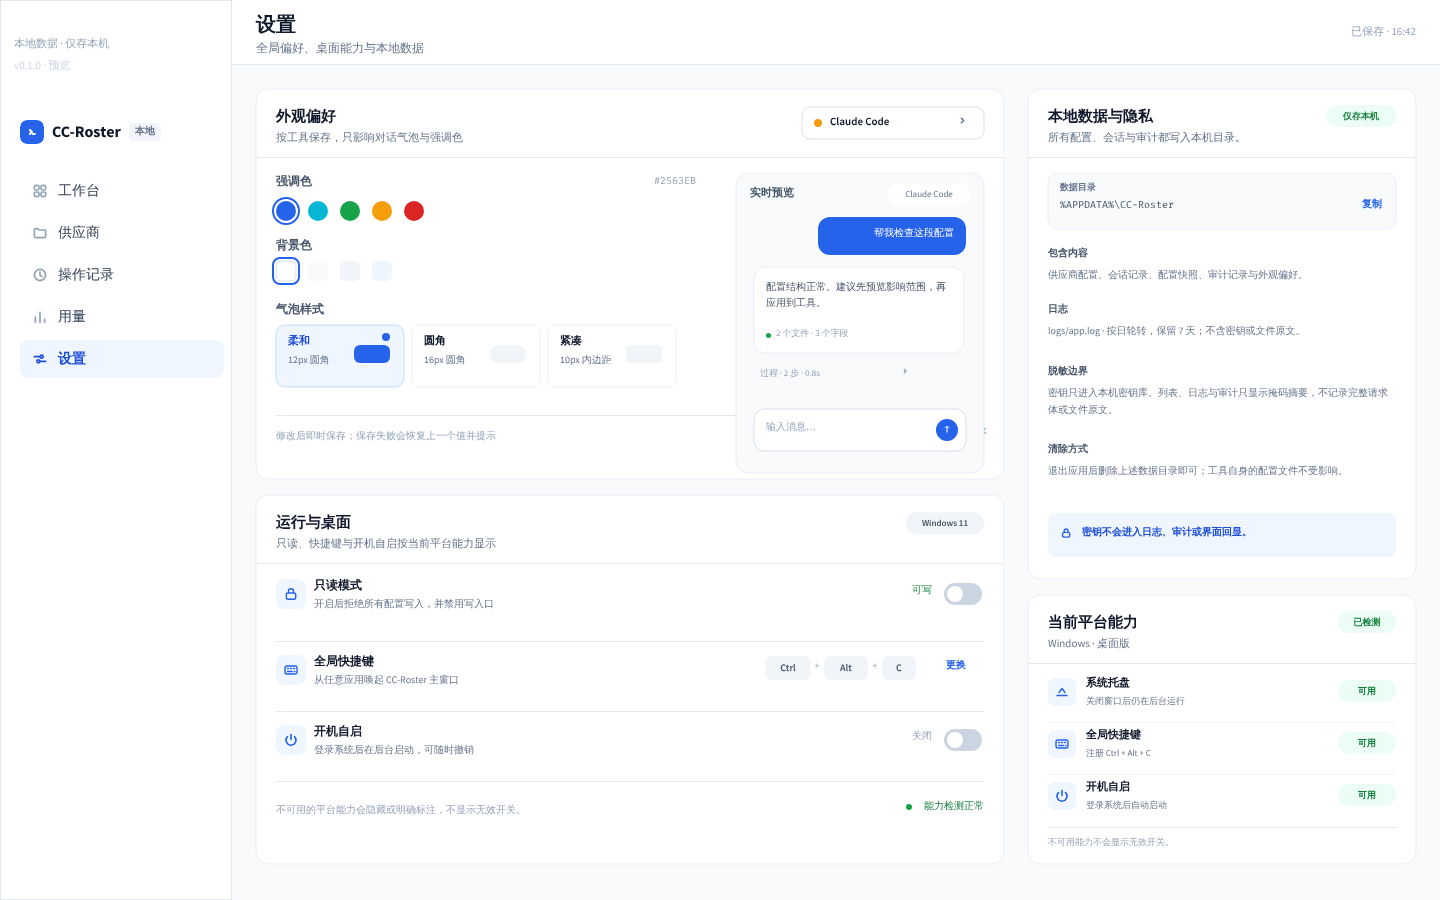 本地数据 · 仅存本机
v0.1.0 · 预览
CC-Roster 本地
工作台
供应商
操作记录
用量
设置
设置
全局偏好、桌面能力与本地数据
已保存 · 16:42
外观偏好
按工具保存，只影响对话气泡与强调色
Claude Code
强调色
#2563EB
背景色
气泡样式
柔和
12px 圆角
圆角
16px 圆角
紧凑
10px 内边距
修改后即时保存；保存失败会恢复上一个值并提示
实时预览
Claude Code
帮我检查这段配置
配置结构正常。建议先预览影响范围，再
应用到工具。
2 个文件 · 3 个字段
过程 · 2 步 · 0.8s
输入消息…
运行与桌面
只读、快捷键与开机自启按当前平台能力显示
Windows 11
只读模式
开启后拒绝所有配置写入，并禁用写入口
可写
全局快捷键
从任意应用唤起 CC-Roster 主窗口
Ctrl + Alt + C
更换
开机自启
登录系统后在后台启动，可随时撤销
关闭
不可用的平台能力会隐藏或明确标注，不显示无效开关。
能力检测正常
本地数据与隐私
所有配置、会话与审计都写入本机目录。
仅存本机
数据目录
%APPDATA%\CC-Roster
复制
包含内容
供应商配置、会话记录、配置快照、审计记录与外观偏好。
日志
logs/app.log · 按日轮转，保留 7 天；不含密钥或文件原文。
脱敏边界
密钥只进入本机密钥库。列表、日志与审计只显示掩码摘要，不记录完整请求
体或文件原文。
清除方式
退出应用后删除上述数据目录即可；工具自身的配置文件不受影响。
密钥不会进入日志、审计或界面回显。
当前平台能力
Windows · 桌面版
已检测
系统托盘
关闭窗口后仍在后台运行
可用
全局快捷键
注册 Ctrl + Alt + C
可用
开机自启
登录系统后自动启动
可用
不可用能力不会显示无效开关。